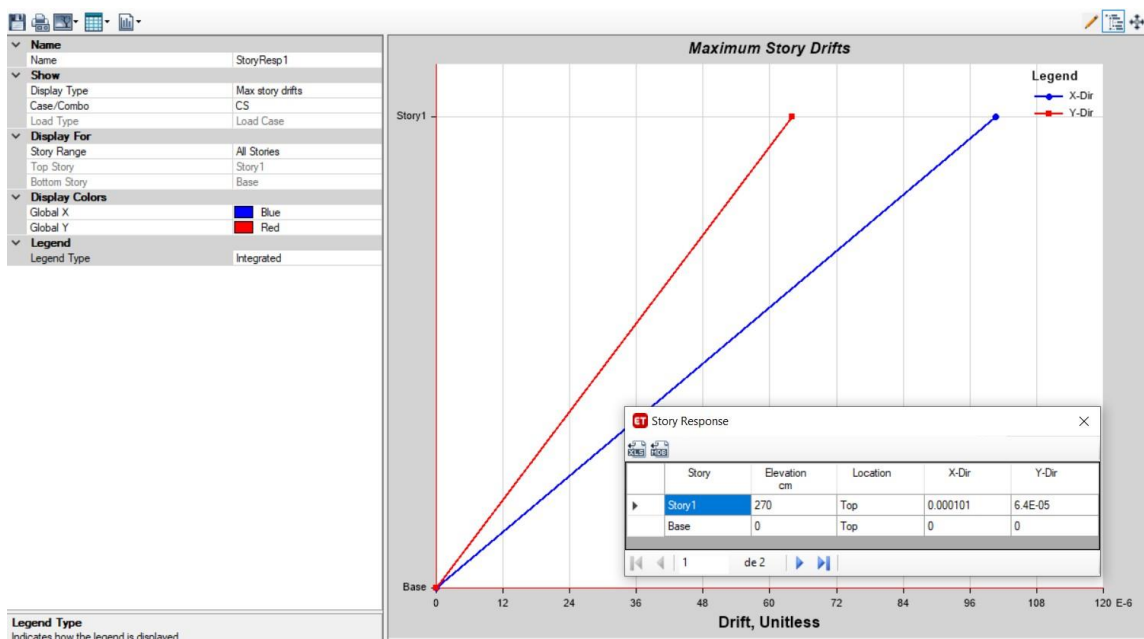 Name
Name StoryResp1
Show
Display Type Max story drifts
Case/Combo CS
Load Type Load Case
Display For
Story Range All Stories
Top Story Story1
Bottom Story Base
Display Colors
Global X Blue
Global Y Red
Legend
Legend Type Integrated
Legend Type
Indicates how the legend is displayed
Maximum Story Drifts
Legend
X-Dir
Y-Dir
Story1
Base
0 12 24 36 48 60 72 84 96 108 120 E-6
Drift, Unitless
ET Story Response
XLS MDB
Story Elevation cm Location X-Dir Y-Dir
Story1 270 Top 0.000101 6.4E-05
Base 0 Top 0 0
1 de 2